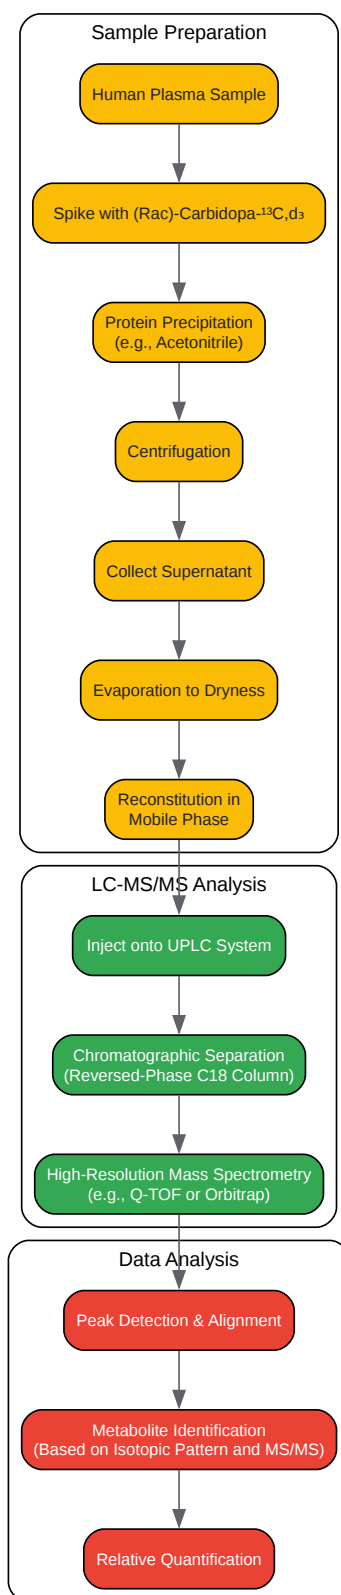 Sample Preparation
Human Plasma Sample
Spike with (Rac)-Carbidopa-¹³C,d₃
Protein Precipitation
(e.g., Acetonitrile)
Centrifugation
Collect Supernatant
Evaporation to Dryness
Reconstitution in
Mobile Phase
LC-MS/MS Analysis
Inject onto UPLC System
Chromatographic Separation
(Reversed-Phase C18 Column)
High-Resolution Mass Spectrometry
(e.g., Q-TOF or Orbitrap)
Data Analysis
Peak Detection & Alignment
Metabolite Identification
(Based on Isotopic Pattern and MS/MS)
Relative Quantification